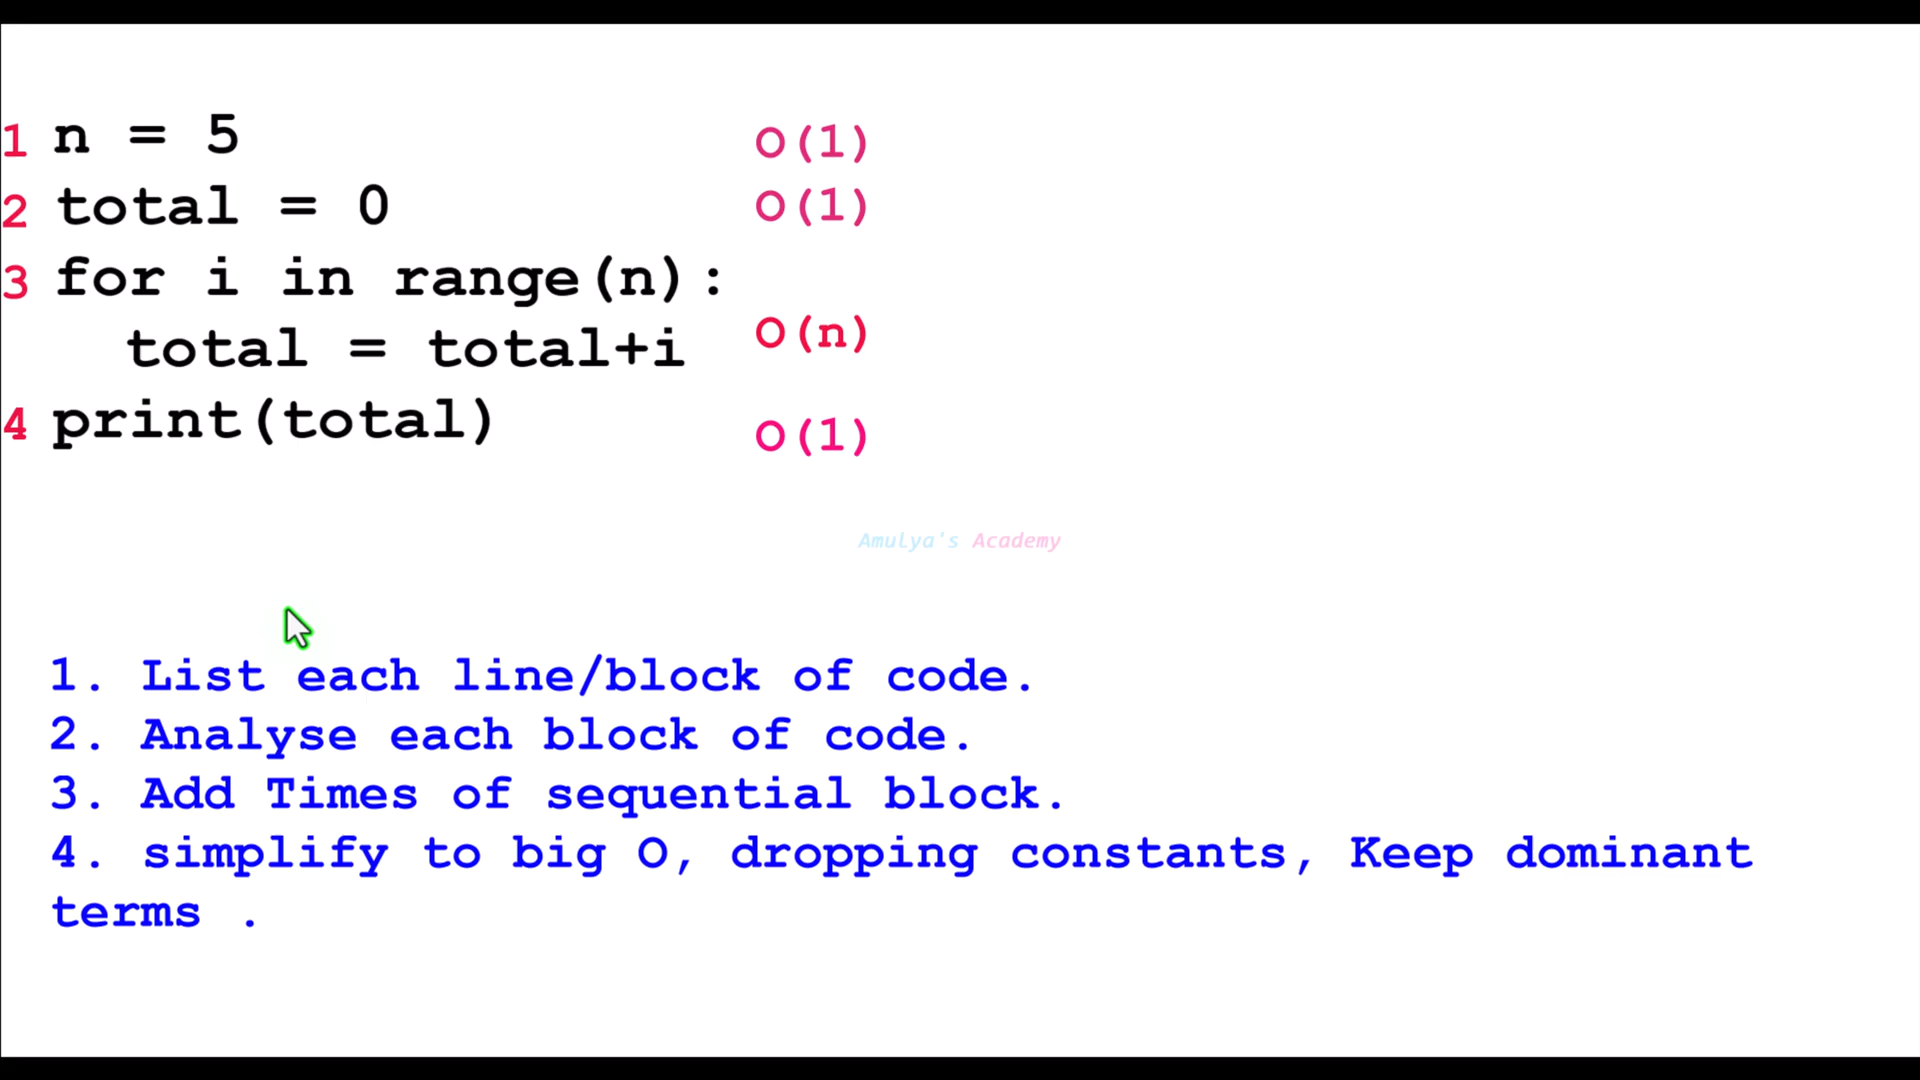 1 n = 5 O(1)
2 total = 0 O(1)
3 for i in range(n):
total = total+i O(n)
4 print(total) O(1)
Amulya's Academy
1. List each line/block of code.
2. Analyse each block of code.
3. Add Times of sequential block.
4. simplify to big O, dropping constants, Keep dominant
terms .